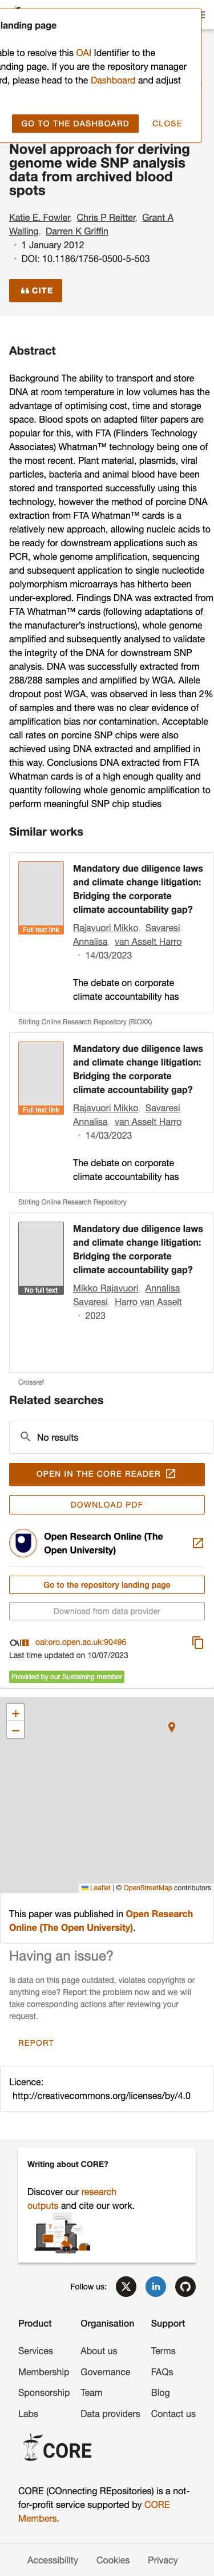 landing page
able to resolve this OAI Identifier to the
anding page. If you are the repository manager
rd, please head to the Dashboard and adjust
GO TO THE DASHBOARD
CLOSE
Novel approach for deriving
genome wide SNP analysis
data from archived blood
spots
Katie E. Fowler, Chris P Reitter, Grant A
Walling, Darren K Griffin
• 1 January 2012
• DOI: 10.1186/1756-0500-5-503
CITE
Abstract
Background The ability to transport and store
DNA at room temperature in low volumes has the
advantage of optimising cost, time and storage
space. Blood spots on adapted filter papers are
popular for this, with FTA (Flinders Technology
Associates) Whatman™ technology being one of
the most recent. Plant material, plasmids, viral
particles, bacteria and animal blood have been
stored and transported successfully using this
technology, however the method of porcine DNA
extraction from FTA Whatman™ cards is a
relatively new approach, allowing nucleic acids to
be ready for downstream applications such as
PCR, whole genome amplification, sequencing
and subsequent application to single nucleotide
polymorphism microarrays has hitherto been
under-explored. Findings DNA was extracted from
FTA Whatman™ cards (following adaptations of
the manufacturer’s instructions), whole genome
amplified and subsequently analysed to validate
the integrity of the DNA for downstream SNP
analysis. DNA was successfully extracted from
288/288 samples and amplified by WGA. Allele
dropout post WGA, was observed in less than 2%
of samples and there was no clear evidence of
amplification bias nor contamination. Acceptable
call rates on porcine SNP chips were also
achieved using DNA extracted and amplified in
this way. Conclusions DNA extracted from FTA
Whatman cards is of a high enough quality and
quantity following whole genomic amplification to
perform meaningful SNP chip studies
Similar works
Full text link
Mandatory due diligence laws
and climate change litigation:
Bridging the corporate
climate accountability gap?
Rajavuori Mikko, Savaresi
Annalisa, van Asselt Harro
• 14/03/2023
The debate on corporate
climate accountability has
Stirling Online Research Repository (RIOXX)
Full text link
Mandatory due diligence laws
and climate change litigation:
Bridging the corporate
climate accountability gap?
Rajavuori Mikko, Savaresi
Annalisa, van Asselt Harro
• 14/03/2023
The debate on corporate
climate accountability has
Stirling Online Research Repository
No full text
Mandatory due diligence laws
and climate change litigation:
Bridging the corporate
climate accountability gap?
Mikko Rajavuori, Annalisa
Savaresi, Harro van Asselt
• 2023
Crossref
Related searches
No results
OPEN IN THE CORE READER
DOWNLOAD PDF
Open Research Online (The
Open University)
Go to the repository landing page
Download from data provider
OAI oai:oro.open.ac.uk:90496
Last time updated on 10/07/2023
Provided by our Sustaining member
+
−
Leaflet | © OpenStreetMap contributors
This paper was published in Open Research
Online (The Open University).
Having an issue?
Is data on this page outdated, violates copyrights or
anything else? Report the problem now and we will
take corresponding actions after reviewing your
request.
REPORT
Licence:
http://creativecommons.org/licenses/by/4.0
Writing about CORE?
Discover our research
outputs and cite our work.
Follow us:
Product Organisation Support
Services About us Terms
Membership Governance FAQs
Sponsorship Team Blog
Labs Data providers Contact us
CORE
CORE (COnnecting REpositories) is a not-
for-profit service supported by CORE
Members.
Accessibility Cookies Privacy